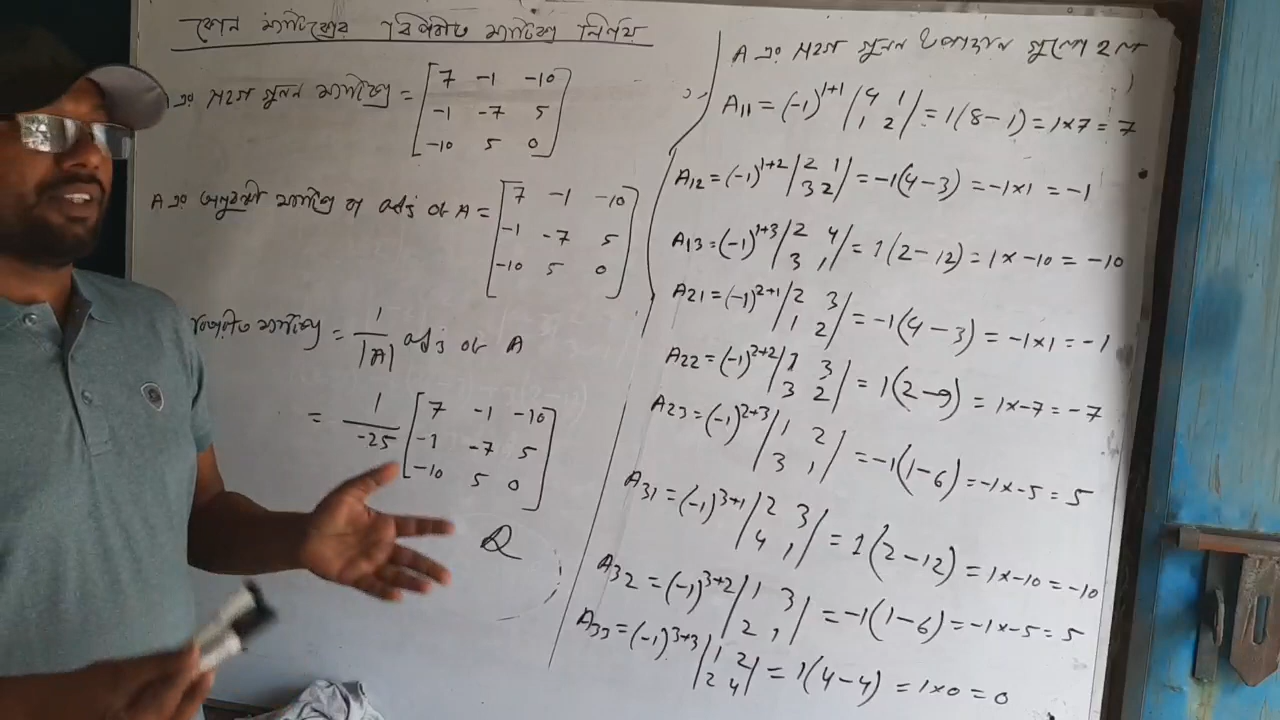 কোন ম্যাট্রিক্সের বিপরীত ম্যাট্রিক্স নির্ণয়
এর সহগ গুনন ম্যাট্রিক্স = [7 -1 -10
-1 -7 5
-10 5 0]
A এর অনুবন্ধী ম্যাট্রিক্স বা adj of A = [7 -1 -10
-1 -7 5
-10 5 0]
ম্যাট্রিক্স = 1/|A| adj of A
= 1/-25 [7 -1 -10
-1 -7 5
-10 5 0]
A এর সহগ গুনন উপাদান গুলো হল
A11 = (-1)^1+1 |4 1 / 1 2| = 1(8-1) = 1×7 = 7
A12 = (-1)^1+2 |2 1 / 3 2| = -1(4-3) = -1×1 = -1
A13 = (-1)^1+3 |2 4 / 3 1| = 1(2-12) = 1×-10 = -10
A21 = (-1)^2+1 |2 3 / 1 2| = -1(4-3) = -1×1 = -1
A22 = (-1)^2+2 |1 3 / 3 2| = 1(2-9) = 1×-7 = -7
A23 = (-1)^2+3 |1 2 / 3 1| = -1(1-6) = -1×-5 = 5
A31 = (-1)^3+1 |2 3 / 4 1| = 1(2-12) = 1×-10 = -10
A32 = (-1)^3+2 |1 3 / 2 1| = -1(1-6) = -1×-5 = 5
A33 = (-1)^3+3 |1 2 / 2 4| = 1(4-4) = 1×0 = 0